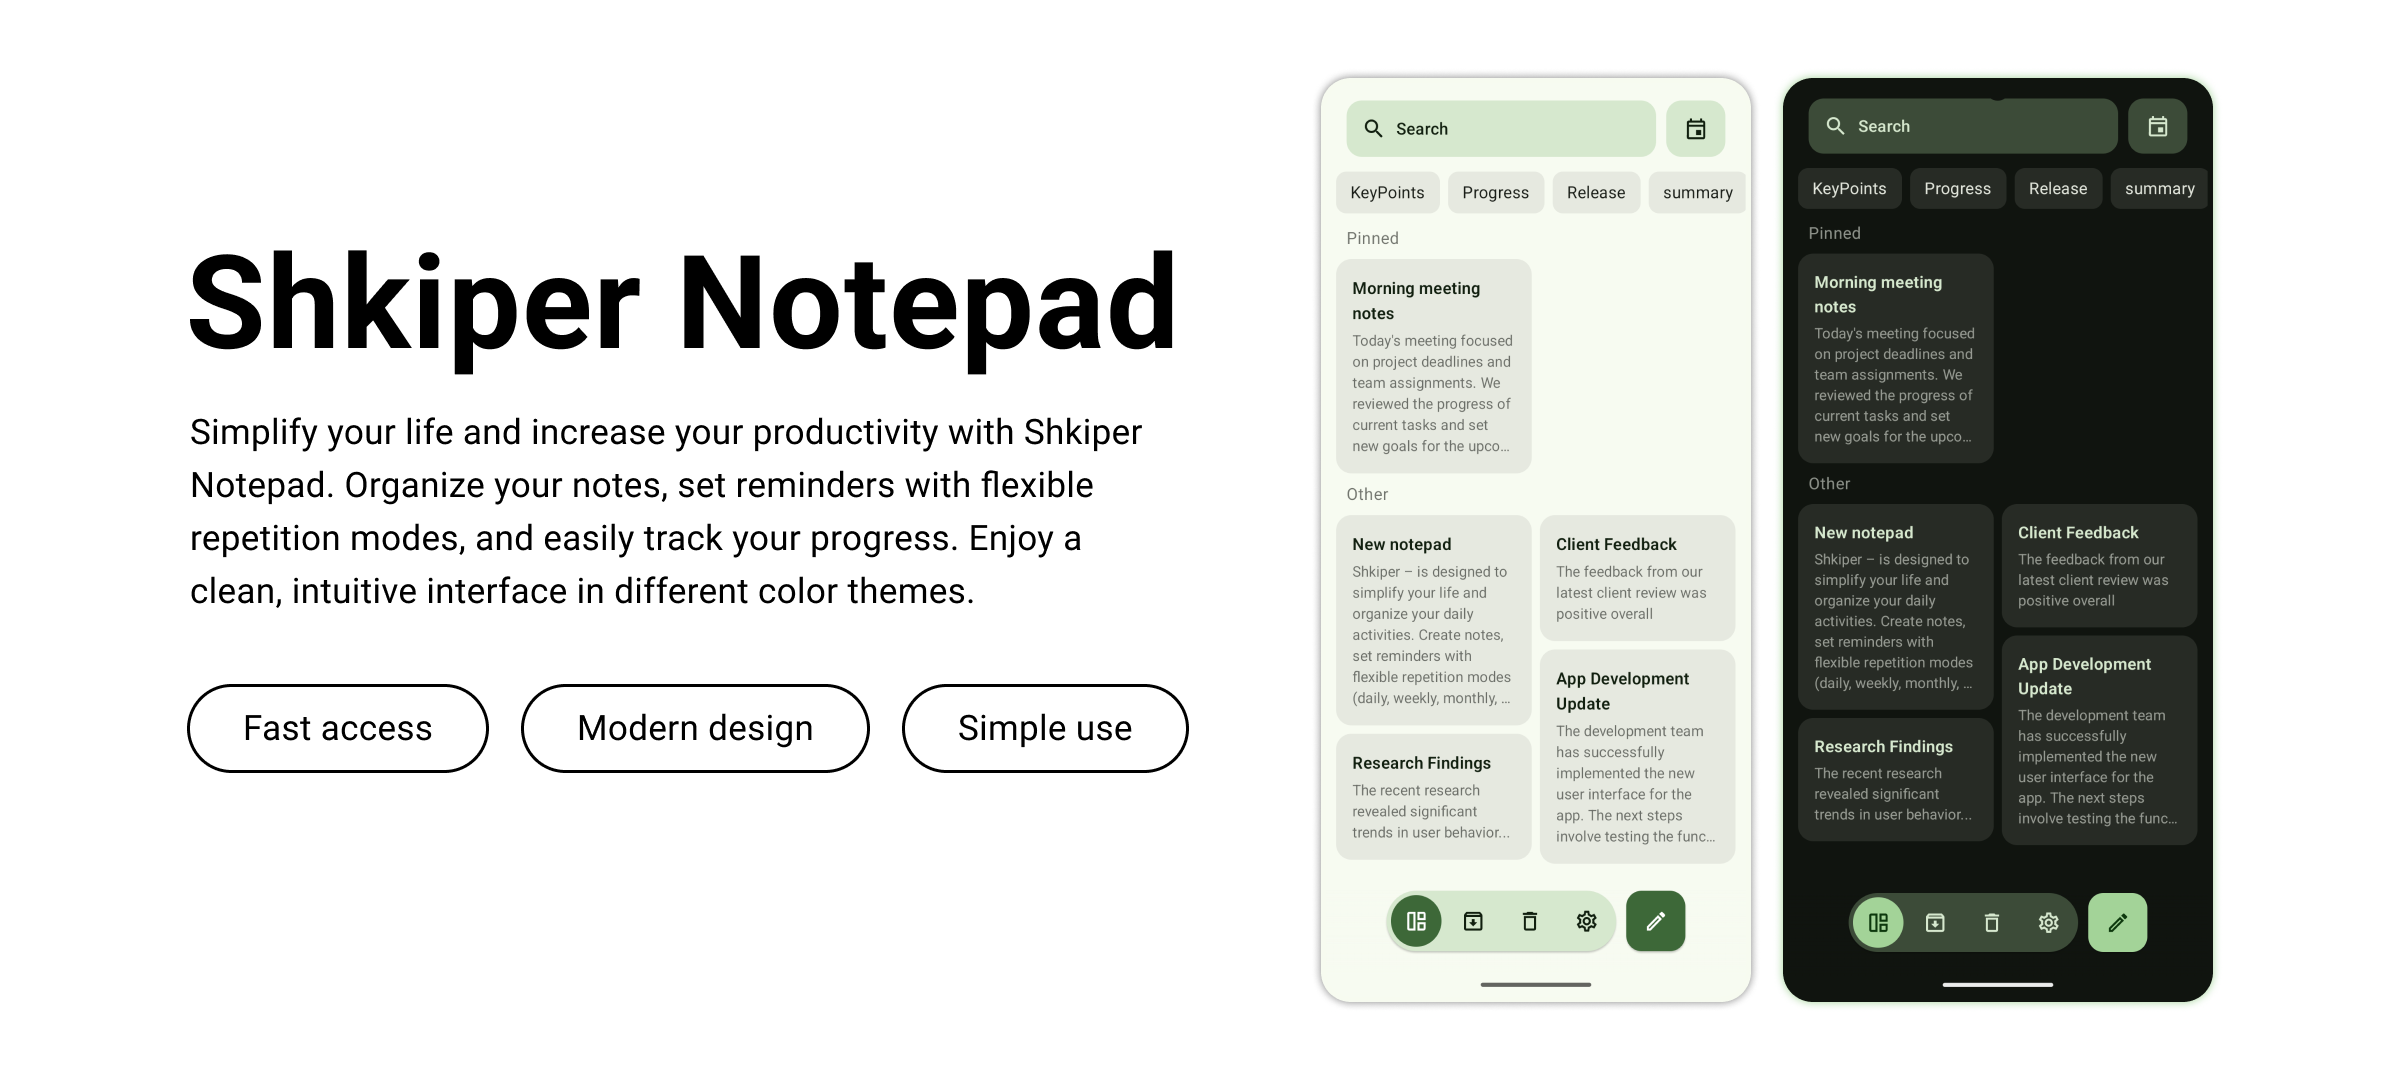 Shkiper Notepad
Simplify your life and increase your productivity with Shkiper
Notepad. Organize your notes, set reminders with flexible
repetition modes, and easily track your progress. Enjoy a
clean, intuitive interface in different color themes.
Fast access
Modern design
Simple use
Search
KeyPoints
Progress
Release
summary
Pinned
Morning meeting
notes
Today's meeting focused
on project deadlines and
team assignments. We
reviewed the progress of
current tasks and set
new goals for the upco...
Other
New notepad
Shkiper – is designed to
simplify your life and
organize your daily
activities. Create notes,
set reminders with
flexible repetition modes
(daily, weekly, monthly, ...
Research Findings
The recent research
revealed significant
trends in user behavior...
Client Feedback
The feedback from our
latest client review was
positive overall
App Development
Update
The development team
has successfully
implemented the new
user interface for the
app. The next steps
involve testing the func...
Search
KeyPoints
Progress
Release
summary
Pinned
Morning meeting
notes
Today's meeting focused
on project deadlines and
team assignments. We
reviewed the progress of
current tasks and set
new goals for the upco...
Other
New notepad
Shkiper – is designed to
simplify your life and
organize your daily
activities. Create notes,
set reminders with
flexible repetition modes
(daily, weekly, monthly, ...
Research Findings
The recent research
revealed significant
trends in user behavior...
Client Feedback
The feedback from our
latest client review was
positive overall
App Development
Update
The development team
has successfully
implemented the new
user interface for the
app. The next steps
involve testing the func...